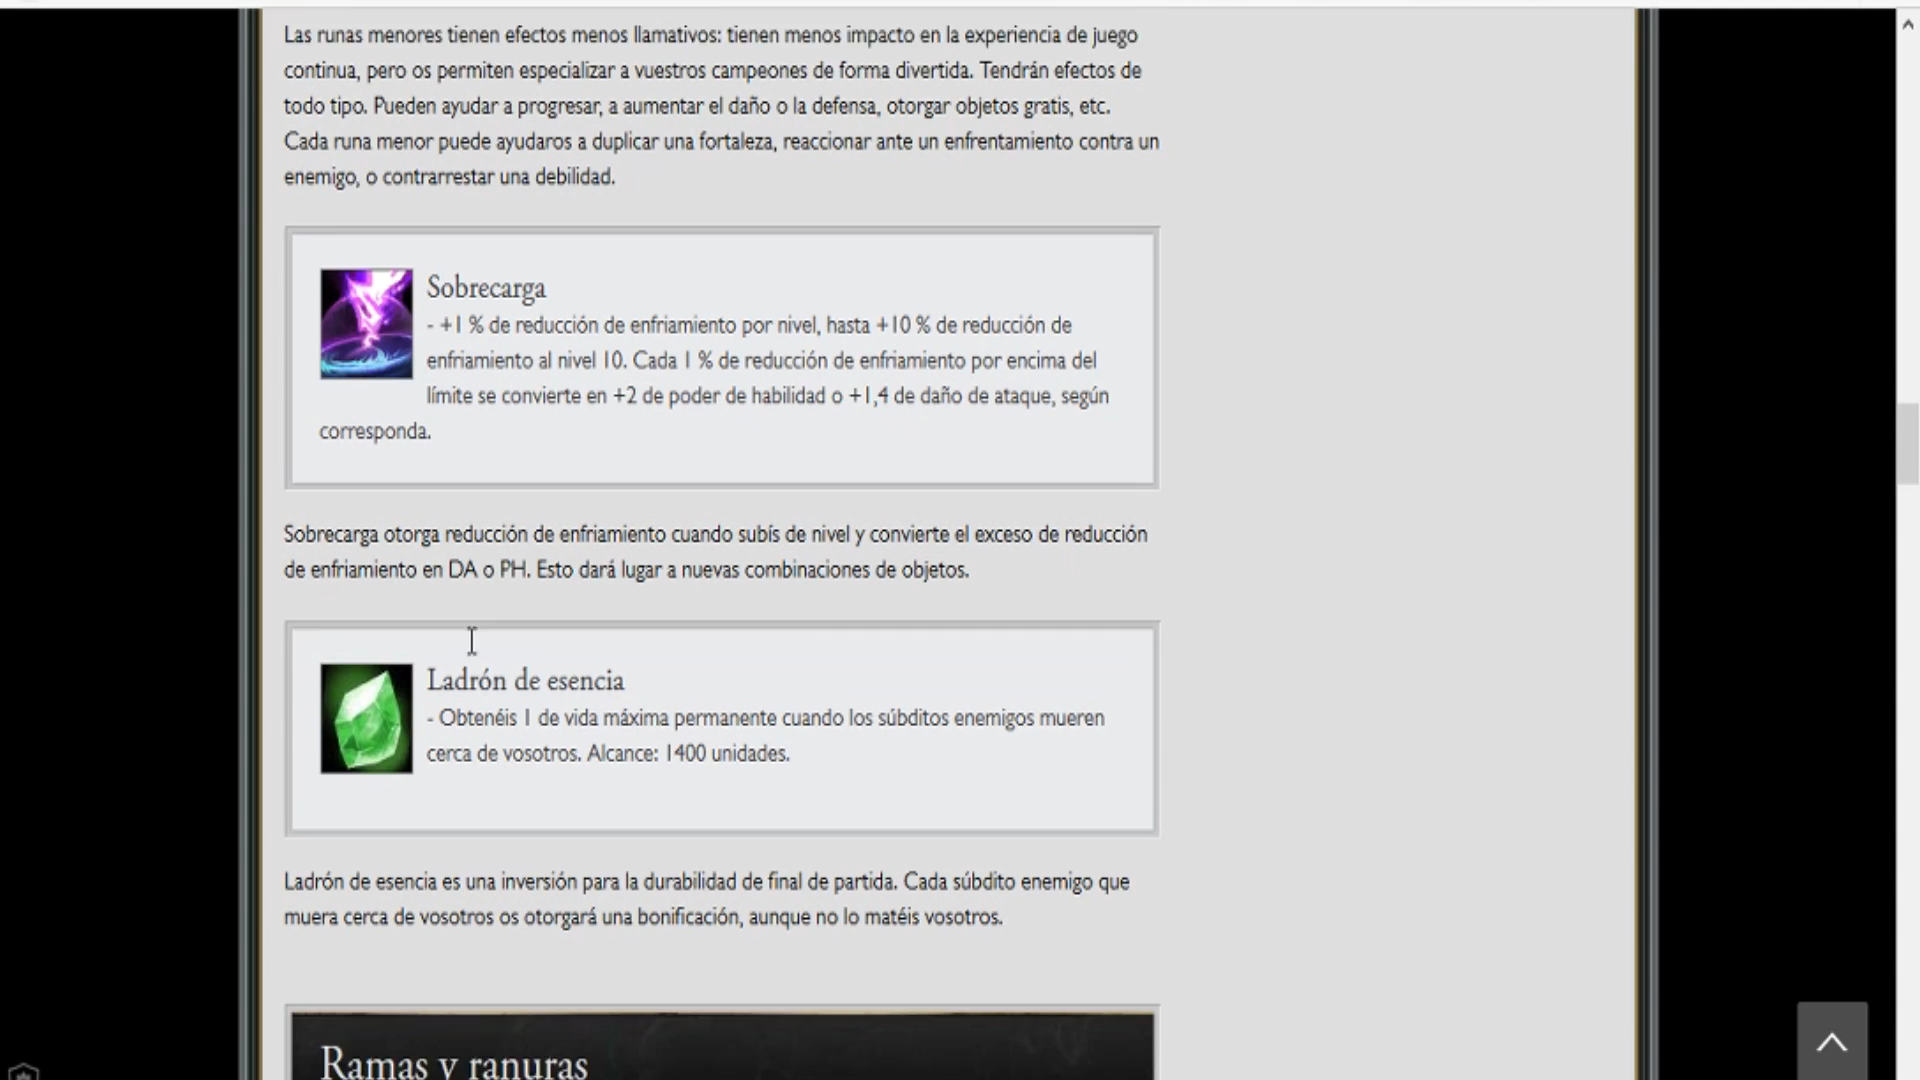 Las runas menores tienen efectos menos llamativos: tienen menos impacto en la experiencia de juego
continua, pero os permiten especializar a vuestros campeones de forma divertida. Tendrán efectos de
todo tipo. Pueden ayudar a progresar, a aumentar el daño o la defensa, otorgar objetos gratis, etc.
Cada runa menor puede ayudaros a duplicar una fortaleza, reaccionar ante un enfrentamiento contra un
enemigo, o contrarrestar una debilidad.
Sobrecarga
- +1 % de reducción de enfriamiento por nivel, hasta +10 % de reducción de
enfriamiento al nivel 10. Cada 1 % de reducción de enfriamiento por encima del
límite se convierte en +2 de poder de habilidad o +1,4 de daño de ataque, según
corresponda.
Sobrecarga otorga reducción de enfriamiento cuando subís de nivel y convierte el exceso de reducción
de enfriamiento en DA o PH. Esto dará lugar a nuevas combinaciones de objetos.
Ladrón de esencia
- Obtenéis 1 de vida máxima permanente cuando los súbditos enemigos mueren
cerca de vosotros. Alcance: 1400 unidades.
Ladrón de esencia es una inversión para la durabilidad de final de partida. Cada súbdito enemigo que
muera cerca de vosotros os otorgará una bonificación, aunque no lo matéis vosotros.
Ramas y ranuras